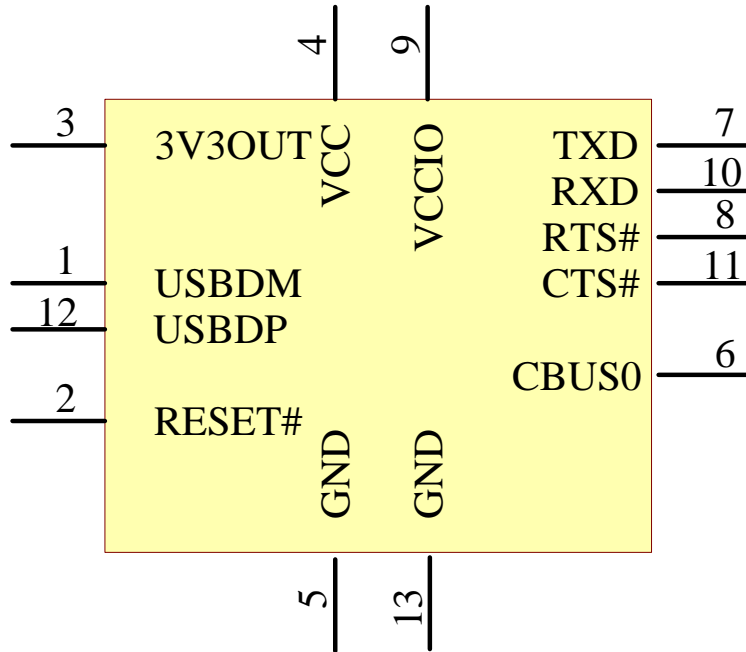 4 9
3 3V3OUT VCC VCCIO TXD 7
RXD 10
RTS# 8
1 USBDM CTS# 11
12 USBDP
CBUS0 6
2 RESET# GND GND
5 13